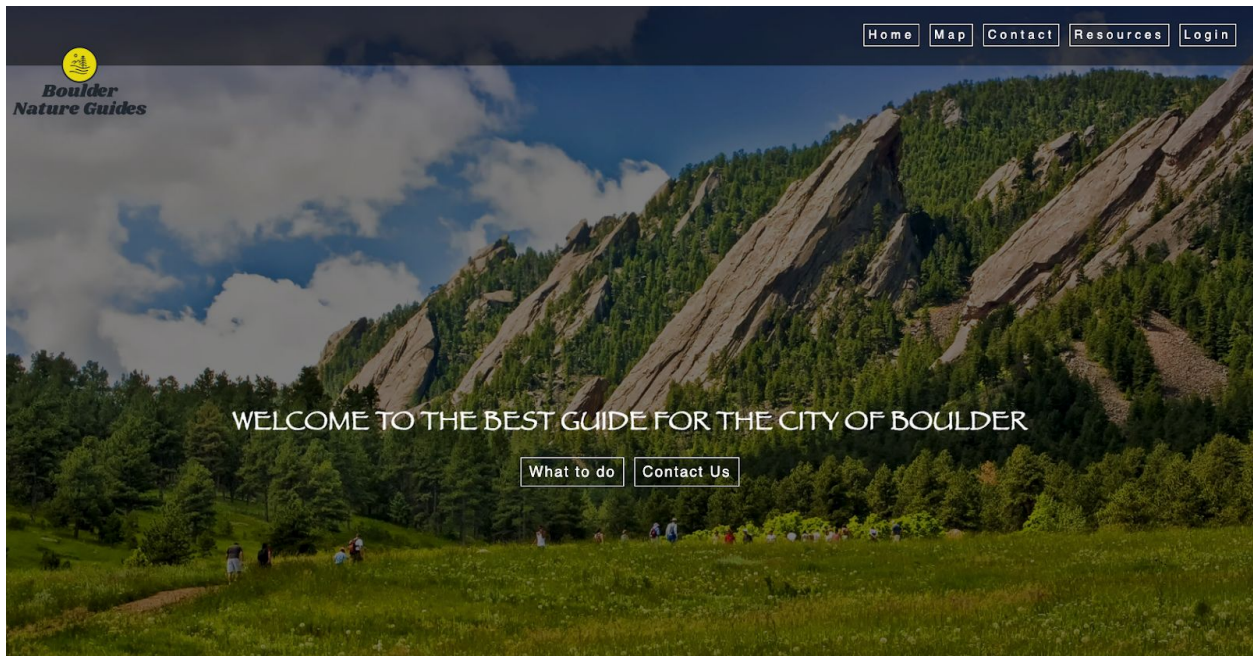 Home Map Contact Resources Login
Boulder
Nature Guides
WELCOME TO THE BEST GUIDE FOR THE CITY OF BOULDER
What to do Contact Us